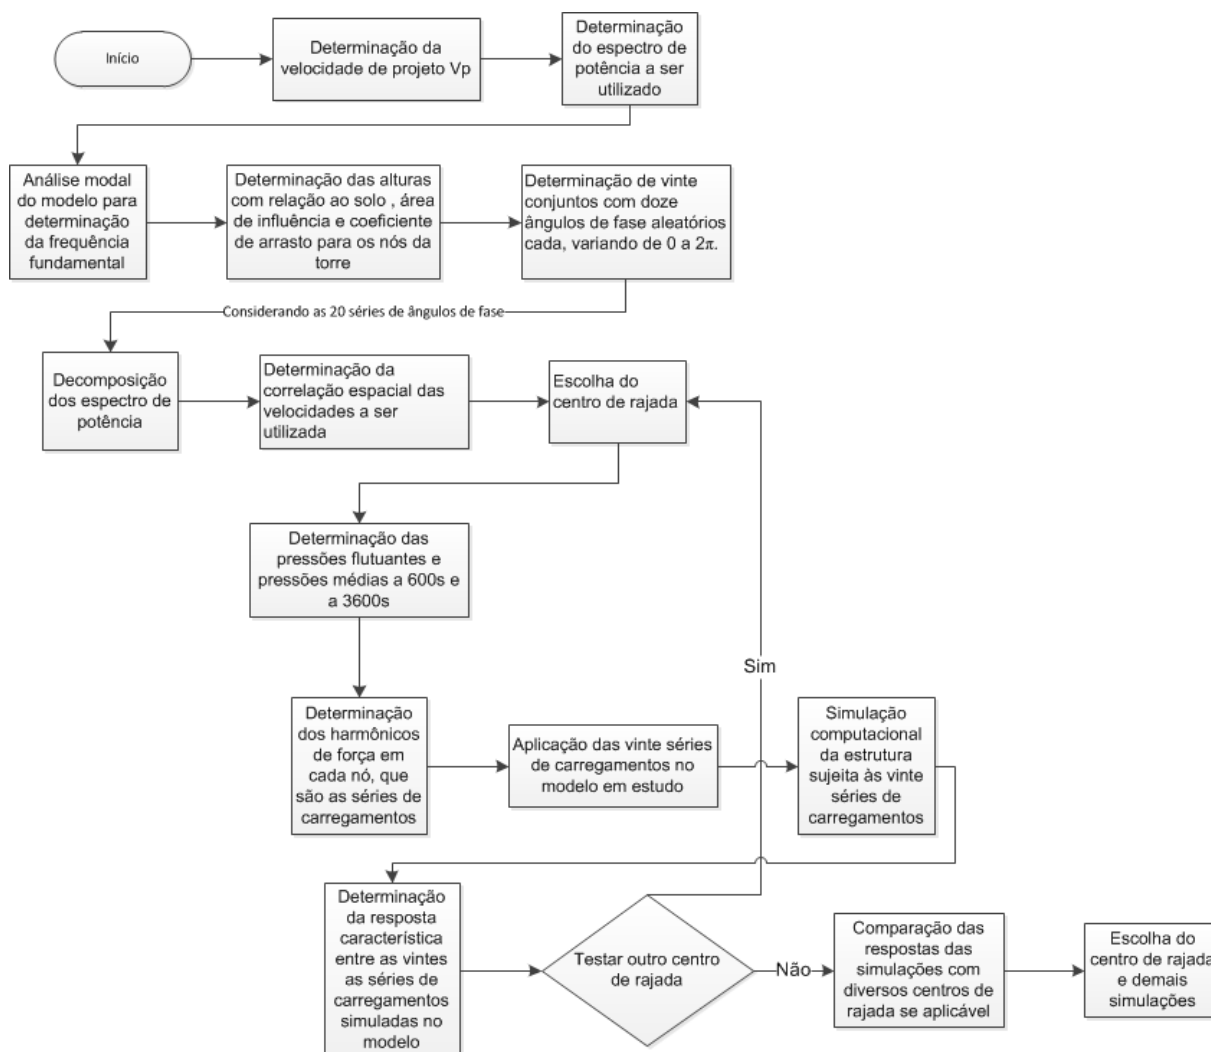 Início
Determinação da
velocidade de projeto Vp
Determinação
do espectro de
potência a ser
utilizado
Análise modal
do modelo para
determinação
da frequência
fundamental
Determinação das alturas
com relação ao solo , área
de influência e coeficiente
de arrasto para os nós da
torre
Determinação de vinte
conjuntos com doze
ângulos de fase aleatórios
cada, variando de 0 a 2π.
Considerando as 20 séries de ângulos de fase
Decomposição
dos espectro de
potência
Determinação da
correlação espacial das
velocidades a ser
utilizada
Escolha do
centro de rajada
Determinação das
pressões flutuantes e
pressões médias a 600s e
a 3600s
Sim
Determinação
dos harmônicos
de força em
cada nó, que
são as séries de
carregamentos
Aplicação das vinte séries
de carregamentos no
modelo em estudo
Simulação
computacional
da estrutura
sujeita às vinte
séries de
carregamentos
Determinação
da resposta
característica
entre as vintes
as séries de
carregamentos
simuladas no
modelo
Testar outro centro
de rajada
Não
Comparação das
respostas das
simulações com
diversos centros de
rajada se aplicável
Escolha do
centro de rajada
e demais
simulações